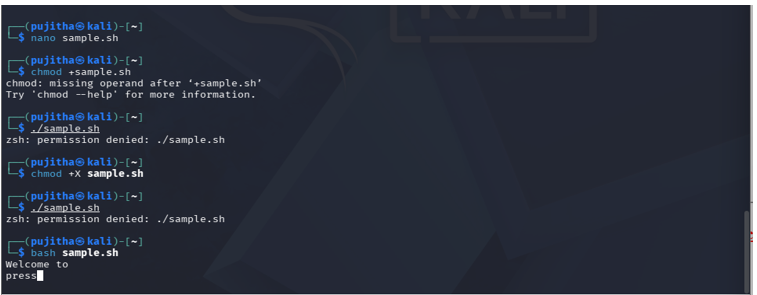 KALI
┌──(pujitha㉿kali)-[~]
└─$ nano sample.sh
┌──(pujitha㉿kali)-[~]
└─$ chmod +sample.sh
chmod: missing operand after ‘+sample.sh’
Try 'chmod --help' for more information.
┌──(pujitha㉿kali)-[~]
└─$ ./sample.sh
zsh: permission denied: ./sample.sh
┌──(pujitha㉿kali)-[~]
└─$ chmod +X sample.sh
┌──(pujitha㉿kali)-[~]
└─$ ./sample.sh
zsh: permission denied: ./sample.sh
┌──(pujitha㉿kali)-[~]
└─$ bash sample.sh
Welcome to
press